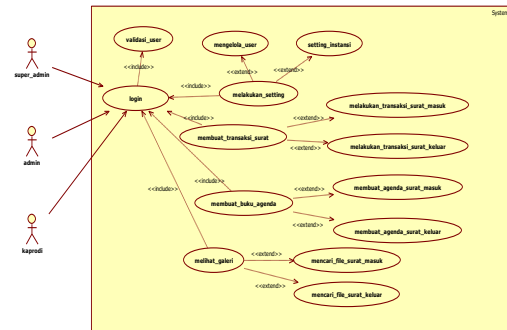 System
validasi_user
mengelola_user
setting_instansi
super_admin
<<include>>
<<extend>>
<<extend>>
login
<<include>>
melakukan_setting
melakukan_transaksi_surat_masuk
<<include>>
<<extend>>
admin
membuat_transaksi_surat
<<extend>>
melakukan_transaksi_surat_keluar
<<include>>
<<include>>
membuat_agenda_surat_masuk
<<extend>>
kaprodi
membuat_buku_agenda
<<extend>>
membuat_agenda_surat_keluar
melihat_galeri
<<extend>>
mencari_file_surat_masuk
<<extend>>
mencari_file_surat_keluar